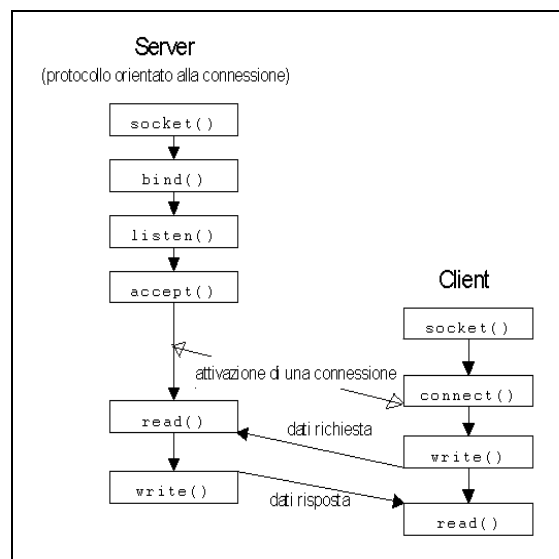 Server
(protocollo orientato alla connessione)
socket()
bind()
listen()
accept()
Client
socket()
attivazione di una connessione
connect()
read()
dati richiesta
write()
write()
dati risposta
read()